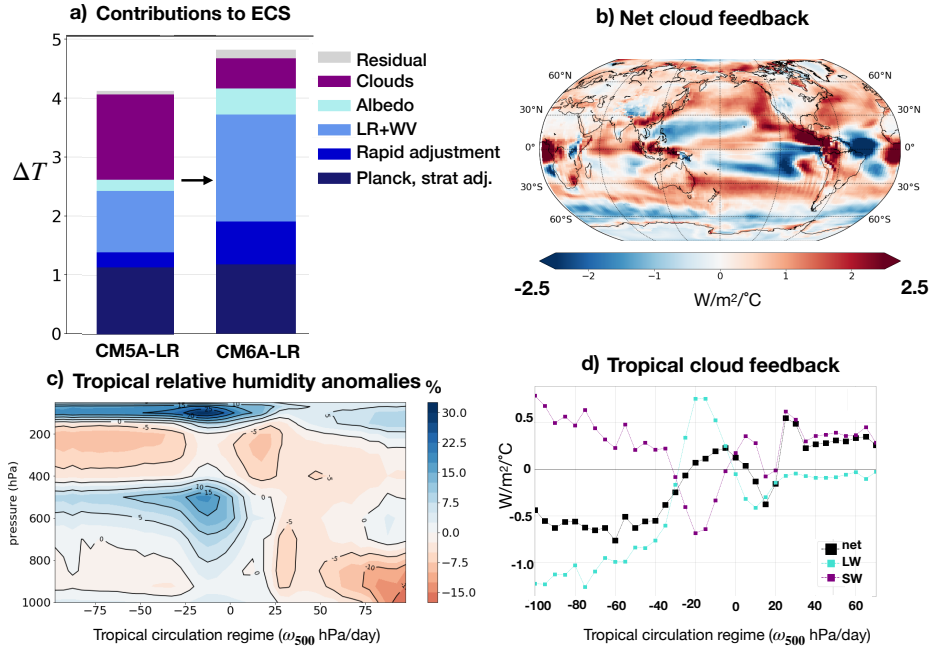 a) Contributions to ECS
5
4
3
2
1
0
ΔT
CM5A-LR
CM6A-LR
Residual
Clouds
Albedo
LR+WV
Rapid adjustment
Planck, strat adj.
b) Net cloud feedback
60°N
60°N
30°N
30°N
0°
0°
30°S
30°S
60°S
60°S
-2.5
−2
−1
0
1
2
2.5
W/m²/˚C
c) Tropical relative humidity anomalies %
pressure (hPa)
200
400
600
800
1000
−75
−50
−25
0
25
50
75
32.5
30.0
22.5
15.0
7.5
0.0
−7.5
−15.0
−17.5
Tropical circulation regime (ω500 hPa/day)
d) Tropical cloud feedback
W/m²/˚C
0.5
0
-0.5
-1.0
-100
-80
-60
-40
-20
0
20
40
60
net
LW
SW
Tropical circulation regime (ω500 hPa/day)